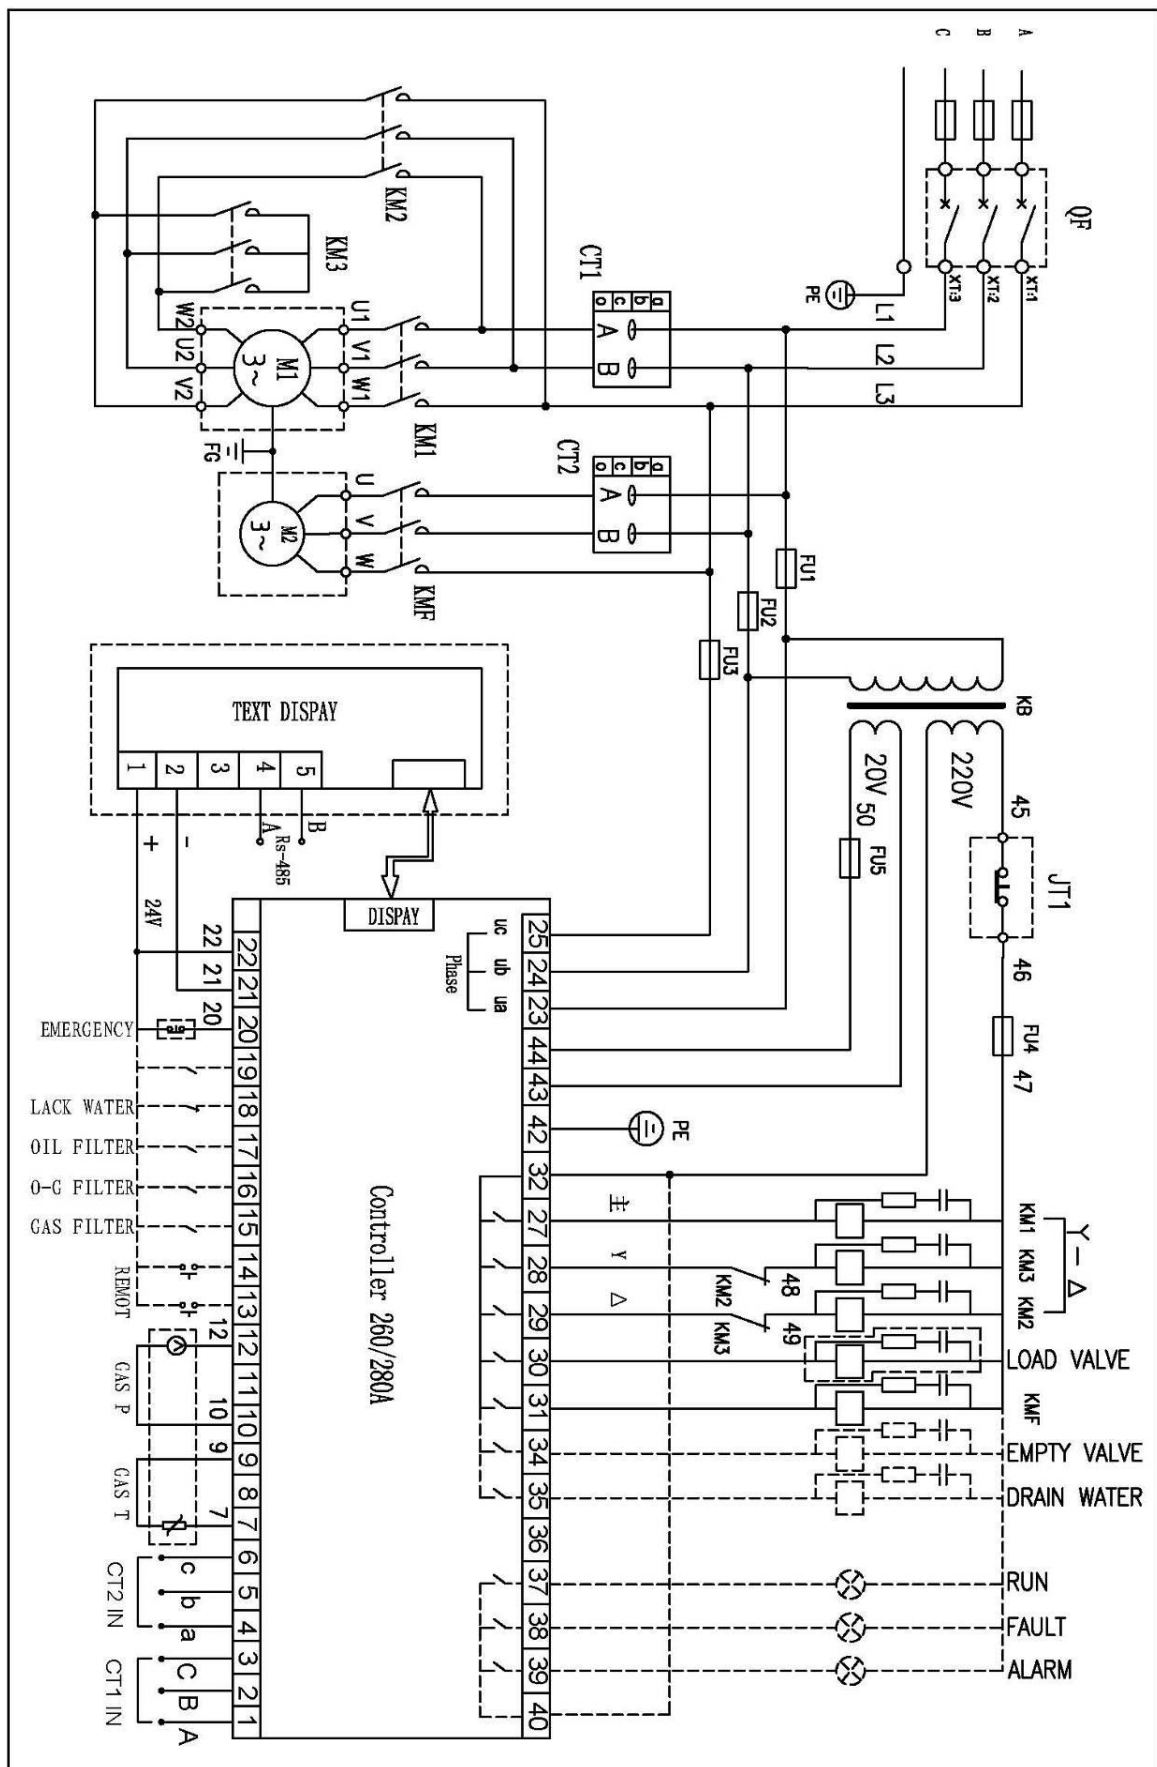 A
B
C
QF
XT:1
XT:2
XT:3
PE
L1
L2
L3
KM2
KM3
CT1
a
b
c
o
A
B
U1
V1
W1
W2
U2
V2
M1
3~
KM1
FG
CT2
a
b
c
o
A
B
U
V
W
M2
3~
KMF
FU1
FU2
FU3
KB
20V
220V
50
FU5
45
JT1
46
FU4
47
TEXT DISPAY
1
2
3
4
5
+
-
A
B
Rs-485
24V
DISPAY
uc
ub
ua
Phase
25
24
23
44
43
42
32
27
28
29
30
31
34
35
36
37
38
39
40
PE
主
Y
△
KM2
48
KM3
49
KM1
KM3
KM2
Y—△
LOAD VALVE
KMF
EMPTY VALVE
DRAIN WATER
RUN
FAULT
ALARM
Controller 260/280A
22
21
20
22
21
20
19
18
17
16
15
14
13
12
11
10
9
8
7
6
5
4
3
2
1
EMERGENCY
LACK WATER
OIL FILTER
O-G FILTER
GAS FILTER
REMOT
12
10
GAS P
9
7
GAS T
c
b
a
CT2 IN
C
B
A
CT1 IN